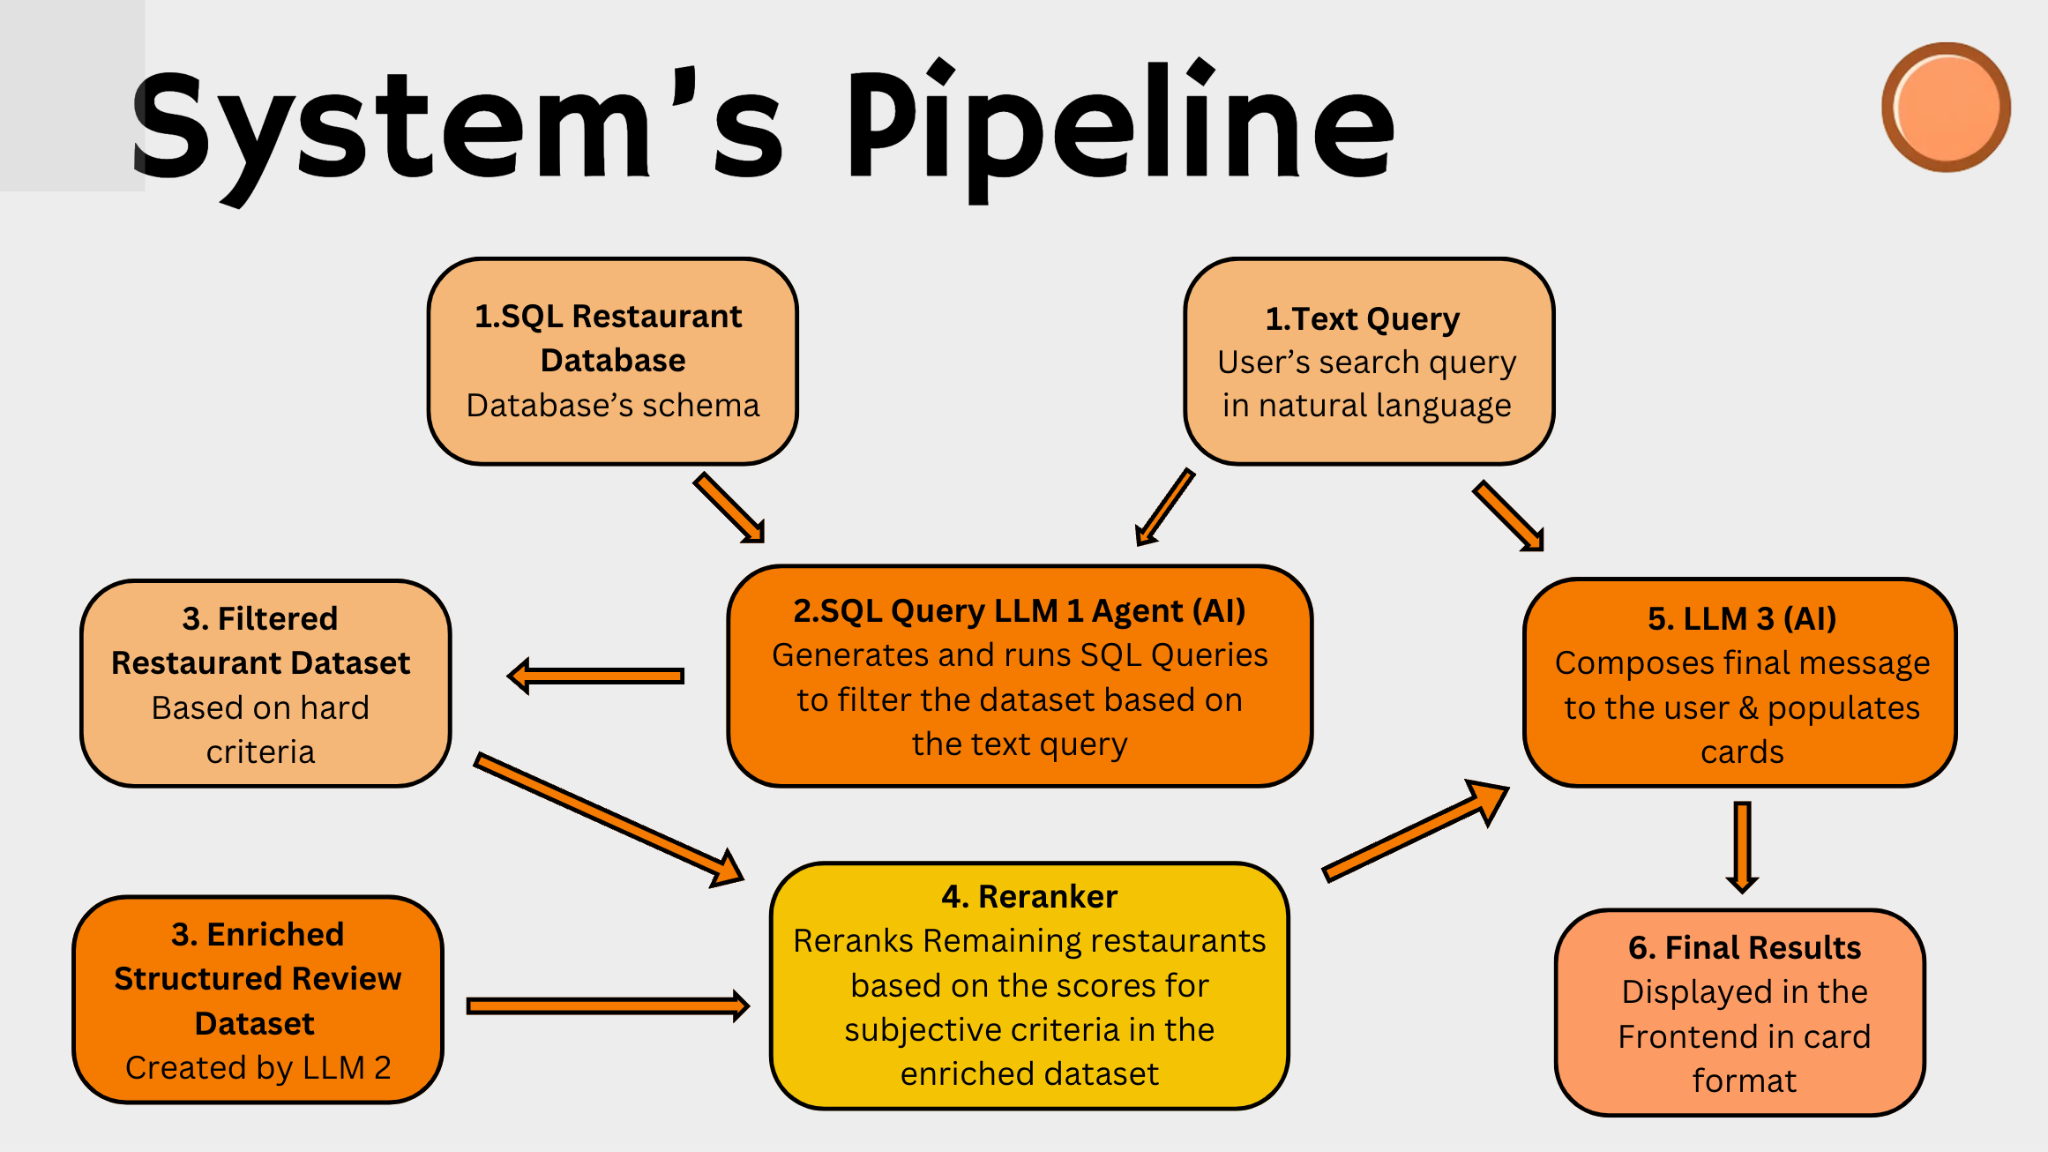 System's Pipeline
1.SQL Restaurant
Database
Database's schema
1.Text Query
User's search query
in natural language
3. Filtered
Restaurant Dataset
Based on hard
criteria
2.SQL Query LLM 1 Agent (AI)
Generates and runs SQL Queries
to filter the dataset based on
the text query
5. LLM 3 (AI)
Composes final message
to the user & populates
cards
3. Enriched
Structured Review
Dataset
Created by LLM 2
4. Reranker
Reranks Remaining restaurants
based on the scores for
subjective criteria in the
enriched dataset
6. Final Results
Displayed in the
Frontend in card
format